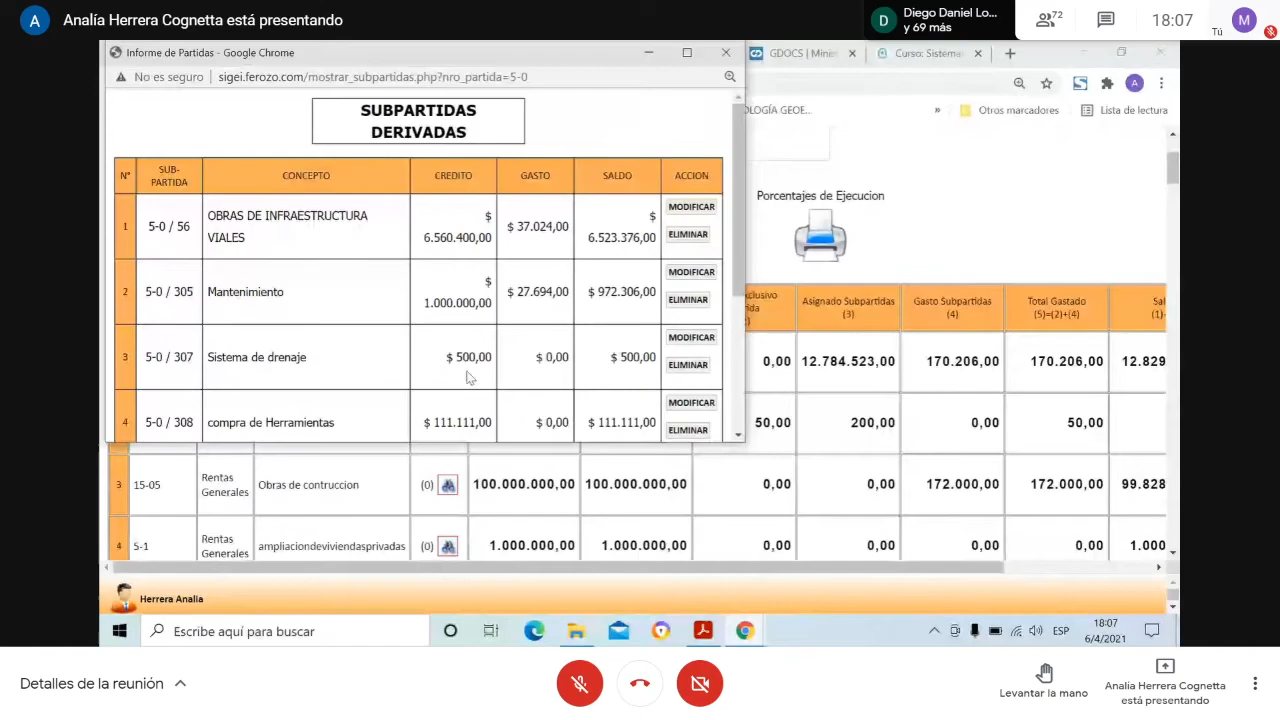 A Analía Herrera Cognetta está presentando
D Diego Daniel Lo...
y 69 más
72
18:07
Tú
M
Informe de Partidas - Google Chrome
No es seguro sigei.ferozo.com/mostrar_subpartidas.php?nro_partida=5-0
GDOCS | Minis
Curso: Sistema
A
OLOGÍA GEOE...
» Otros marcadores Lista de lectura
SUBPARTIDAS
DERIVADAS
N° SUB-PARTIDA CONCEPTO CREDITO GASTO SALDO ACCION
1 5-0 / 56 OBRAS DE INFRAESTRUCTURA VIALES $ 6.560.400,00 $ 37.024,00 $ 6.523.376,00 MODIFICAR ELIMINAR
2 5-0 / 305 Mantenimiento $ 1.000.000,00 $ 27.694,00 $ 972.306,00 MODIFICAR ELIMINAR
3 5-0 / 307 Sistema de drenaje $ 500,00 $ 0,00 $ 500,00 MODIFICAR ELIMINAR
4 5-0 / 308 compra de Herramientas $ 111.111,00 $ 0,00 $ 111.111,00 MODIFICAR ELIMINAR
Porcentajes de Ejecucion
Asignado Subpartidas (3) Gasto Subpartidas (4) Total Gastado (5)=(2)+(4) Sal (1)-
0,00 12.784.523,00 170.206,00 170.206,00 12.829
50,00 200,00 0,00 50,00
3 15-05 Rentas Generales Obras de contruccion (0) 100.000.000,00 100.000.000,00 0,00 0,00 172.000,00 172.000,00 99.828
4 5-1 Rentas Generales ampliaciondeviviendasprivadas (0) 1.000.000,00 1.000.000,00 0,00 0,00 0,00 0,00 1.000
Herrera Analia
Escribe aquí para buscar
ESP
18:07
6/4/2021
Detalles de la reunión
Levantar la mano
Analía Herrera Cognetta
está presentando